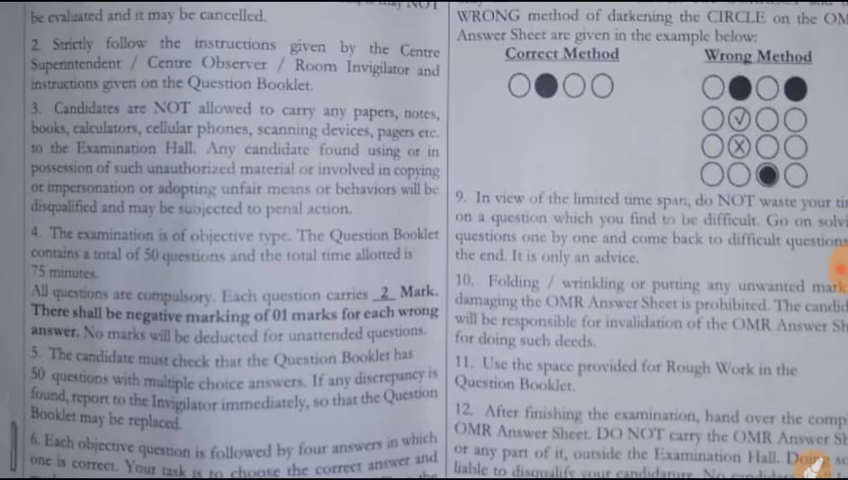 be evaluated and it may be cancelled.
2. Strictly follow the instructions given by the Centre
Superintendent / Centre Observer / Room Invigilator and
instructions given on the Question Booklet.
3. Candidates are NOT allowed to carry any papers, notes,
books, calculators, cellular phones, scanning devices, pagers etc.
to the Examination Hall. Any candidate found using or in
possession of such unauthorized material or involved in copying
or impersonation or adopting unfair means or behaviors will be
disqualified and may be subjected to penal action.
4. The examination is of objective type. The Question Booklet
contains a total of 50 questions and the total time allotted is
75 minutes.
All questions are compulsory. Each question carries 2 Mark.
There shall be negative marking of 01 marks for each wrong
answer. No marks will be deducted for unattended questions.
5. The candidate must check that the Question Booklet has
50 questions with multiple choice answers. If any discrepancy is
found, report to the Invigilator immediately, so that the Question
Booklet may be replaced.
6. Each objective question is followed by four answers in which
one is correct. Your task is to choose the correct answer and
the
WRONG method of darkening the CIRCLE on the OM
Answer Sheet are given in the example below:
Correct Method Wrong Method
9. In view of the limited time span, do NOT waste your ti
on a question which you find to be difficult. Go on solvi
questions one by one and come back to difficult questions
the end. It is only an advice.
10. Folding / wrinkling or putting any unwanted mark
damaging the OMR Answer Sheet is prohibited. The candid
will be responsible for invalidation of the OMR Answer Sh
for doing such deeds.
11. Use the space provided for Rough Work in the
Question Booklet.
12. After finishing the examination, hand over the comp
OMR Answer Sheet. DO NOT carry the OMR Answer Sh
or any part of it, outside the Examination Hall. Doing so
liable to disqualify your candidature. No